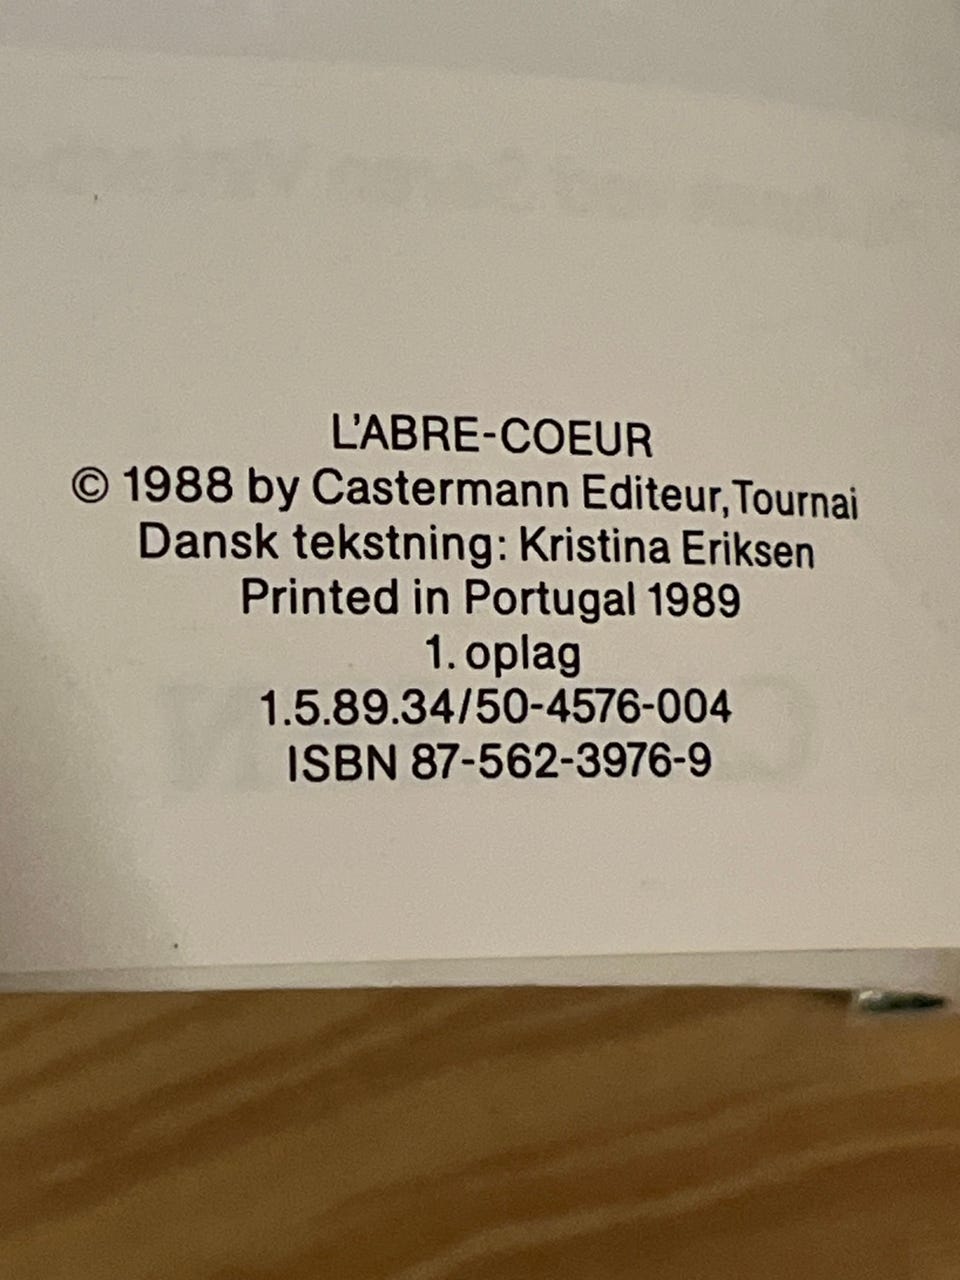 L'ABRE-COEUR
© 1988 by Castermann Editeur, Tournai
Dansk tekstning: Kristina Eriksen
Printed in Portugal 1989
1. oplag
1.5.89.34/50-4576-004
ISBN 87-562-3976-9